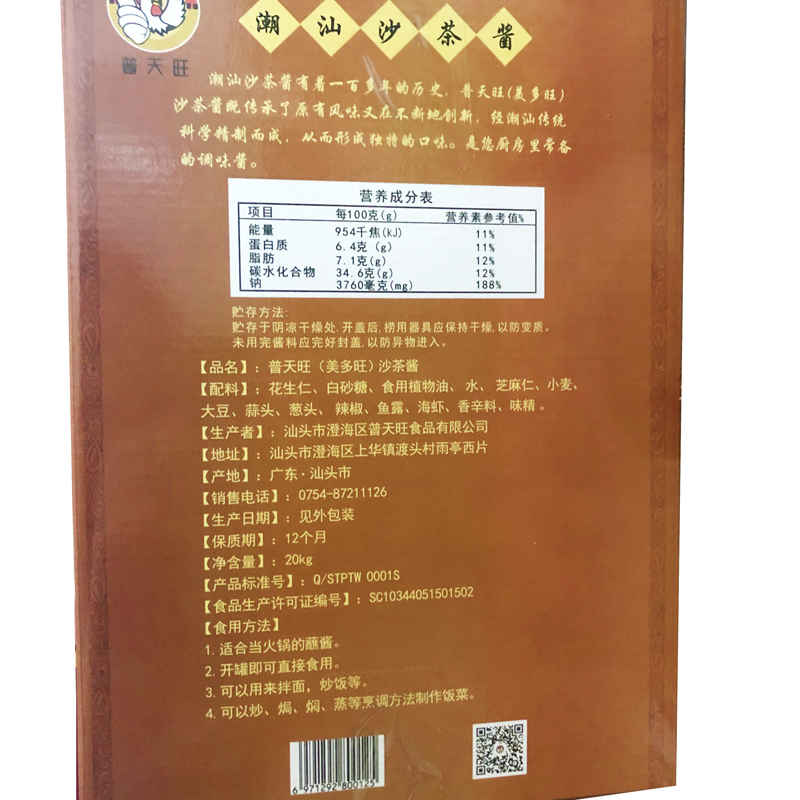 潮汕沙茶酱
普天旺
潮汕沙茶酱有着一百多年的历史，普天旺(美多旺)
沙茶酱既传承了原有风味又在不断地创新，经潮汕传统
科学精制而成，从而形成独特的口味。是您厨房里常备
的调味酱。
营养成分表
项目 每100克(g) 营养素参考值%
能量 954千焦(kJ) 11%
蛋白质 6.4克 (g) 11%
脂肪 7.1克(g) 12%
碳水化合物 34.6克(g) 12%
钠 3760毫克(mg) 188%
贮存方法:
贮存于阴凉干燥处.开盖后,捞用器具应保持干燥,以防变质。
未用完酱料应完好封盖,以防异物进入。
【品名】：普天旺（美多旺）沙茶酱
【配料】：花生仁、白砂糖、食用植物油、水、芝麻仁、小麦、
大豆、蒜头、葱头、辣椒、鱼露、海虾、香辛料、味精。
【生产者】：汕头市澄海区普天旺食品有限公司
【地址】：汕头市澄海区上华镇渡头村雨亭西片
【产地】：广东·汕头市
【销售电话】：0754-87211126
【生产日期】：见外包装
【保质期】：12个月
【净含量】：20kg
【产品标准号】：Q/STPTW 0001S
【食品生产许可证编号】：SC10344051501502
【食用方法】
1.适合当火锅的蘸酱。
2.开罐即可直接食用。
3.可以用来拌面，炒饭等。
4.可以炒、焗、焖、蒸等烹调方法制作饭菜。
6 971292 800125